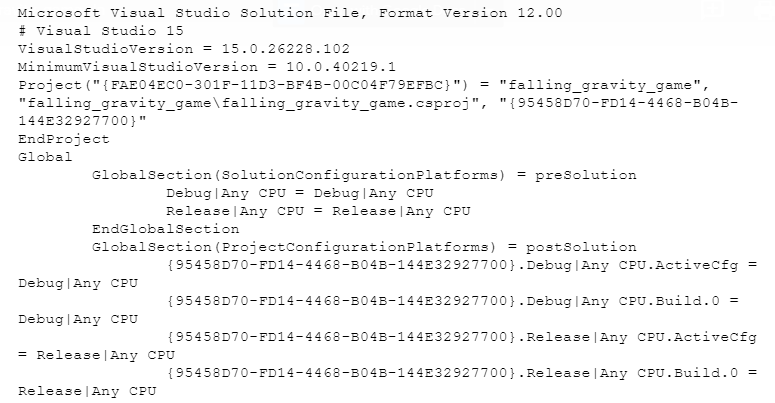 Microsoft Visual Studio Solution File, Format Version 12.00
# Visual Studio 15
VisualStudioVersion = 15.0.26228.102
MinimumVisualStudioVersion = 10.0.40219.1
Project("{FAE04EC0-301F-11D3-BF4B-00C04F79EFBC}") = "falling_gravity_game",
"falling_gravity_game\falling_gravity_game.csproj", "{95458D70-FD14-4468-B04B-
144E32927700}"
EndProject
Global
GlobalSection(SolutionConfigurationPlatforms) = preSolution
Debug|Any CPU = Debug|Any CPU
Release|Any CPU = Release|Any CPU
EndGlobalSection
GlobalSection(ProjectConfigurationPlatforms) = postSolution
{95458D70-FD14-4468-B04B-144E32927700}.Debug|Any CPU.ActiveCfg =
Debug|Any CPU
{95458D70-FD14-4468-B04B-144E32927700}.Debug|Any CPU.Build.0 =
Debug|Any CPU
{95458D70-FD14-4468-B04B-144E32927700}.Release|Any CPU.ActiveCfg
= Release|Any CPU
{95458D70-FD14-4468-B04B-144E32927700}.Release|Any CPU.Build.0 =
Release|Any CPU